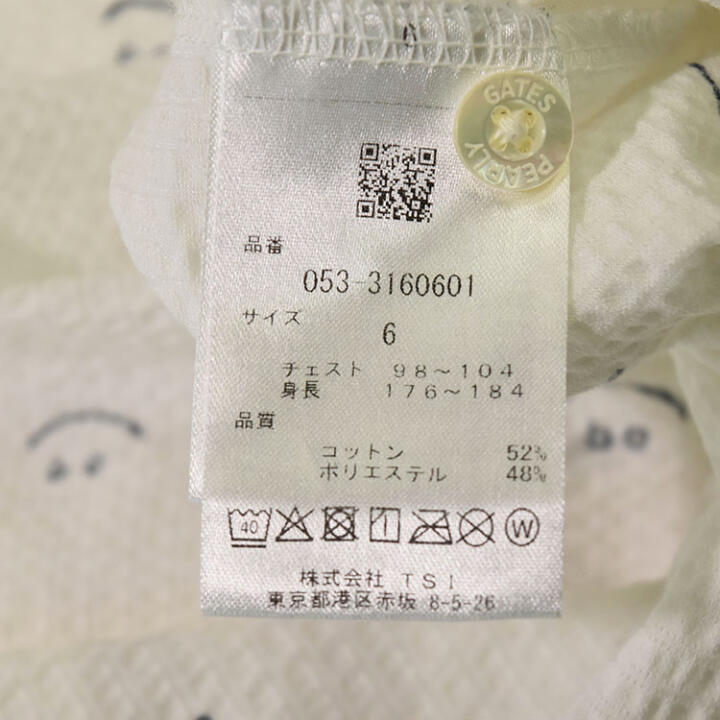 6
GATES
PEARLY
品番
053-3160601
サイズ
6
チェスト 98～104
身長 176～184
品質
コットン 52%
ポリエステル 48%
40
W
株式会社 TSI
東京都港区赤坂 8-5-26